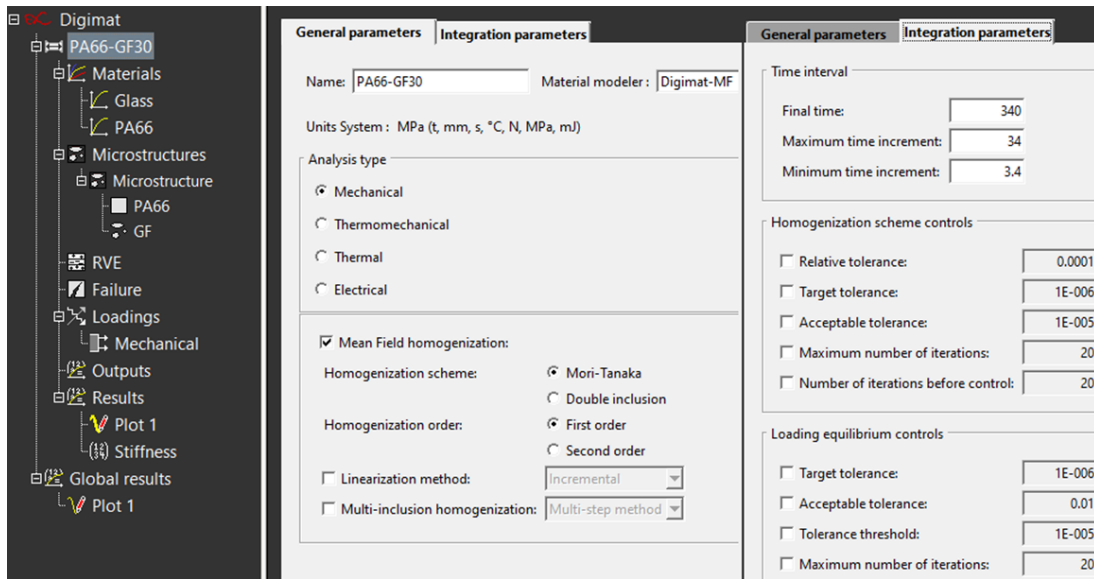 Digimat
PA66-GF30
Materials
Glass
PA66
Microstructures
Microstructure
PA66
GF
RVE
Failure
Loadings
Mechanical
Outputs
Results
Plot 1
Stiffness
Global results
Plot 1
General parameters Integration parameters
Name: PA66-GF30 Material modeler : Digimat-MF
Units System : MPa (t, mm, s, °C, N, MPa, mJ)
Analysis type
Mechanical
Thermomechanical
Thermal
Electrical
Mean Field homogenization:
Homogenization scheme: Mori-Tanaka
Double inclusion
Homogenization order: First order
Second order
Linearization method: Incremental
Multi-inclusion homogenization: Multi-step method
General parameters Integration parameters
Time interval
Final time: 340
Maximum time increment: 34
Minimum time increment: 3.4
Homogenization scheme controls
Relative tolerance: 0.0001
Target tolerance: 1E-006
Acceptable tolerance: 1E-005
Maximum number of iterations: 20
Number of iterations before control: 20
Loading equilibrium controls
Target tolerance: 1E-006
Acceptable tolerance: 0.01
Tolerance threshold: 1E-005
Maximum number of iterations: 20